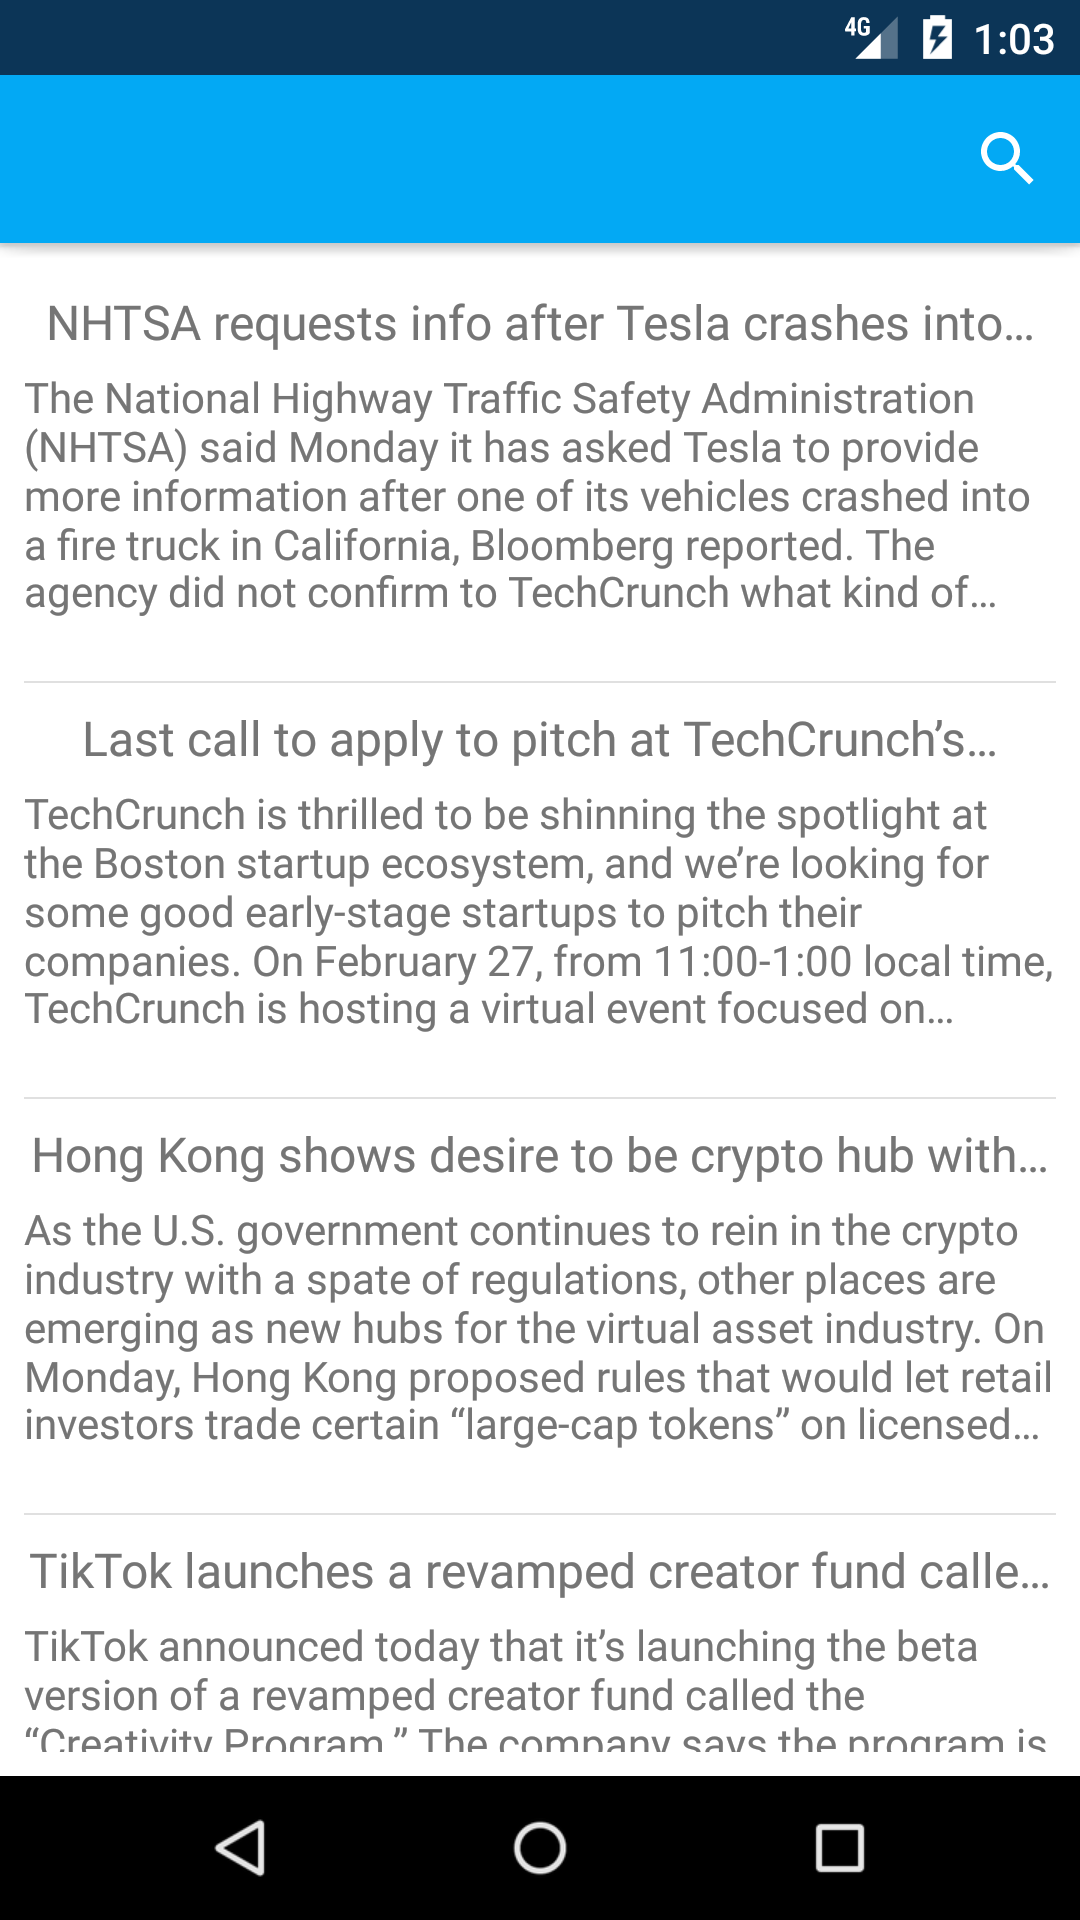 4G 1:03
NHTSA requests info after Tesla crashes into...
The National Highway Traffic Safety Administration
(NHTSA) said Monday it has asked Tesla to provide
more information after one of its vehicles crashed into
a fire truck in California, Bloomberg reported. The
agency did not confirm to TechCrunch what kind of...
Last call to apply to pitch at TechCrunch’s...
TechCrunch is thrilled to be shinning the spotlight at
the Boston startup ecosystem, and we’re looking for
some good early-stage startups to pitch their
companies. On February 27, from 11:00-1:00 local time,
TechCrunch is hosting a virtual event focused on...
Hong Kong shows desire to be crypto hub with...
As the U.S. government continues to rein in the crypto
industry with a spate of regulations, other places are
emerging as new hubs for the virtual asset industry. On
Monday, Hong Kong proposed rules that would let retail
investors trade certain “large-cap tokens” on licensed...
TikTok launches a revamped creator fund calle...
TikTok announced today that it’s launching the beta
version of a revamped creator fund called the
“Creativity Program.” The company says the program is